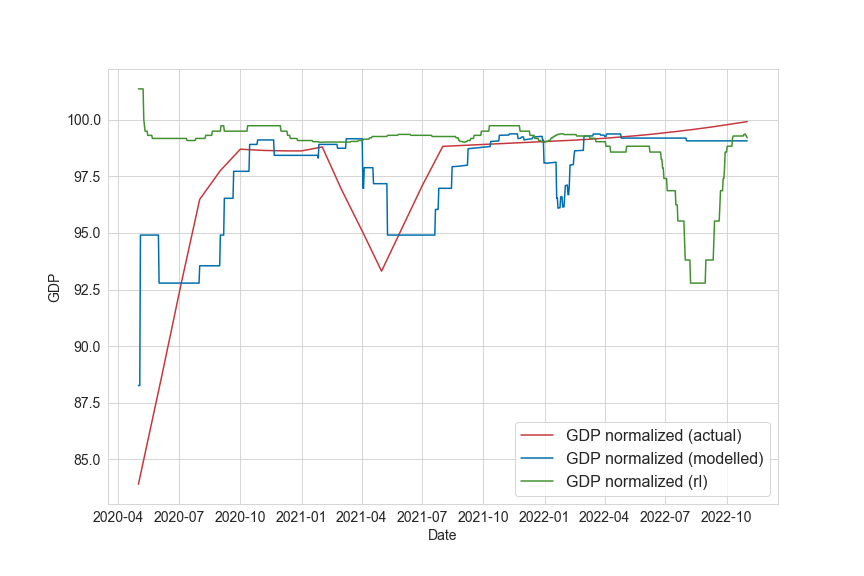 100.0
97.5
95.0
92.5
90.0
87.5
85.0
GDP
GDP normalized (actual)
GDP normalized (modelled)
GDP normalized (rl)
2020-04 2020-07 2020-10 2021-01 2021-04 2021-07 2021-10 2022-01 2022-04 2022-07 2022-10
Date